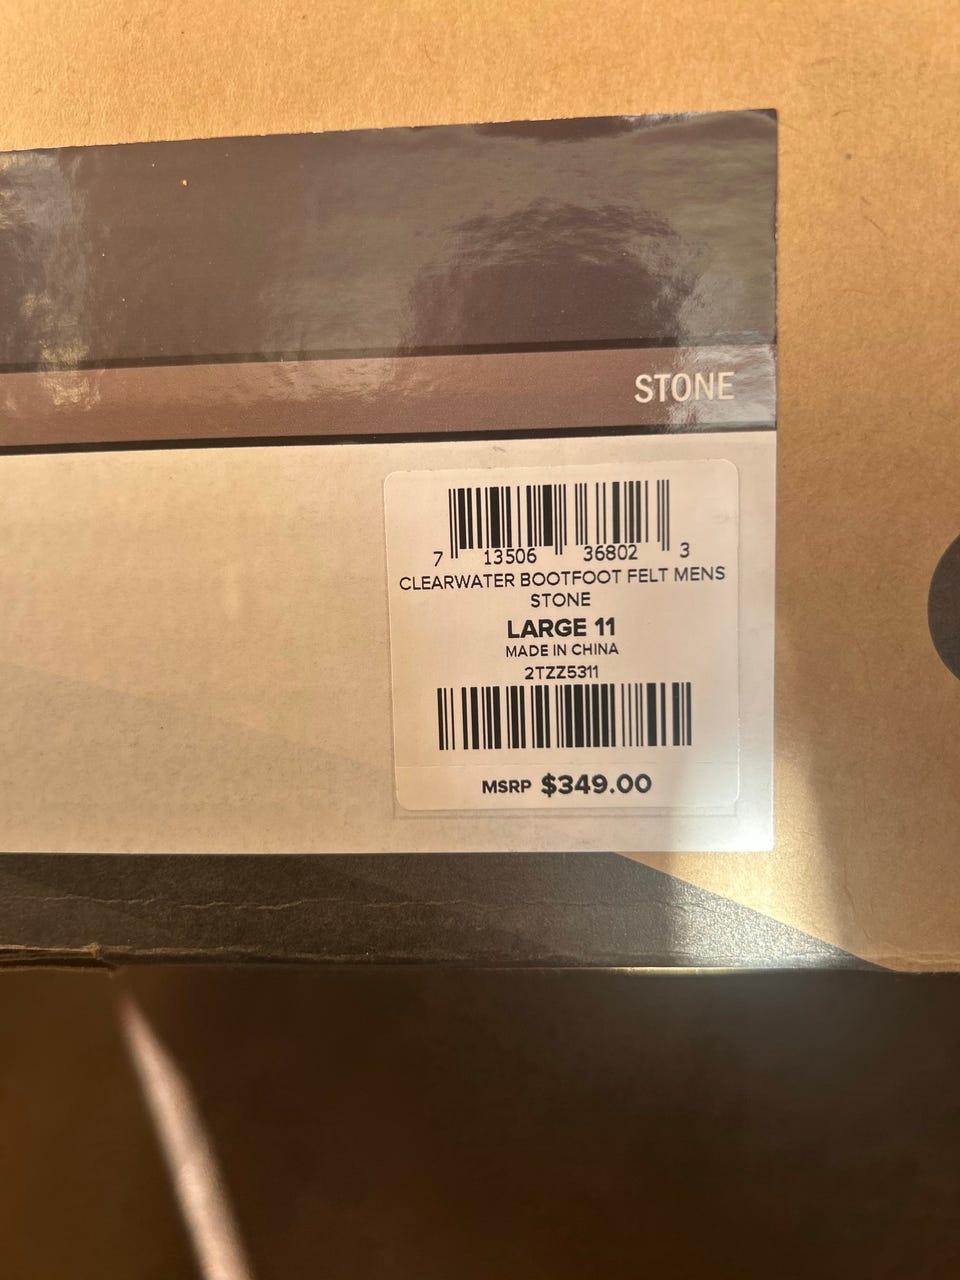 STONE
7 13506 36802 3
CLEARWATER BOOTFOOT FELT MENS
STONE
LARGE 11
MADE IN CHINA
2TZZ5311
MSRP $349.00